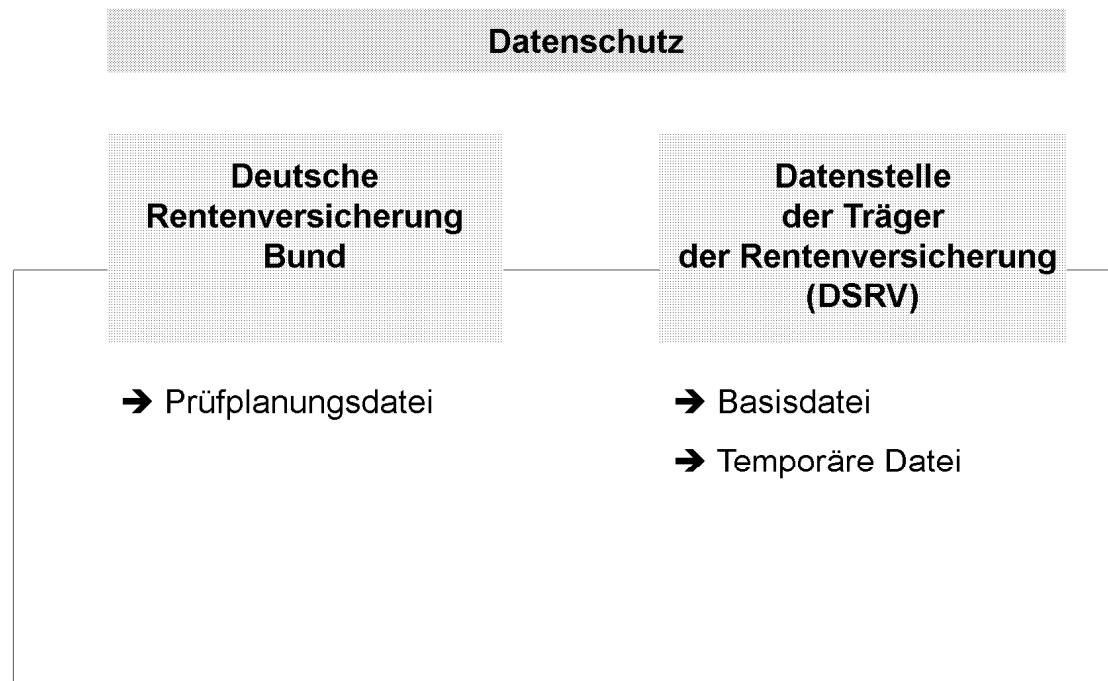 Datenschutz
Deutsche
Rentenversicherung
Bund
➔ Prüfplanungsdatei
Datenstelle
der Träger
der Rentenversicherung
(DSRV)
➔ Basisdatei
➔ Temporäre Datei